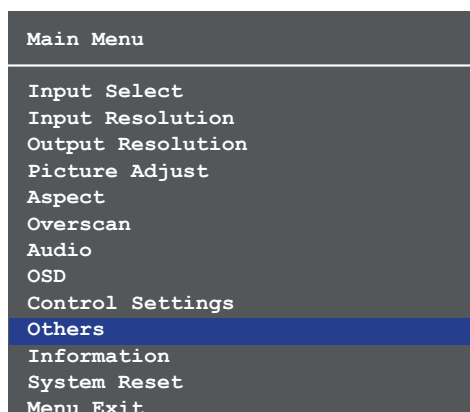 Main Menu
Input Select
Input Resolution
Output Resolution
Picture Adjust
Aspect
Overscan
Audio
OSD
Control Settings
Others
Information
System Reset
Menu Exit